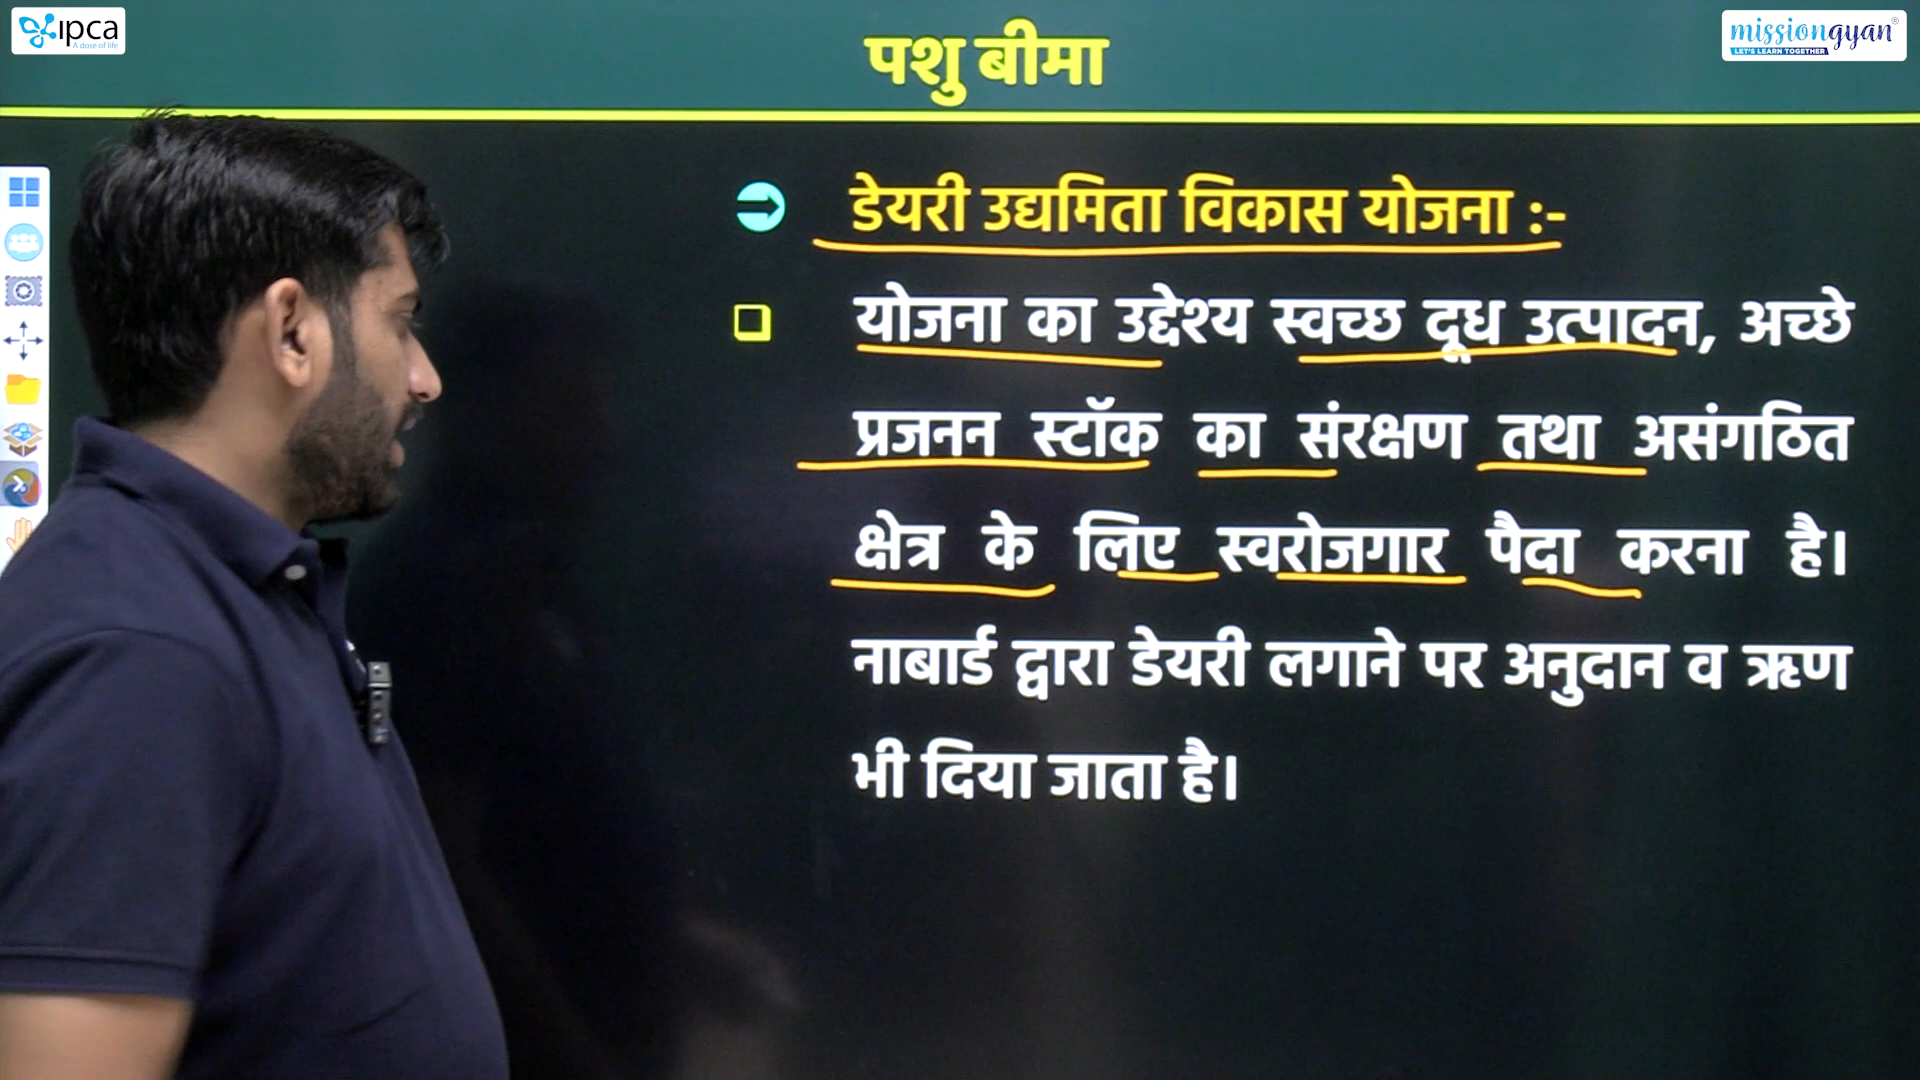 ipca
A dose of life
missiongyan®
LET'S LEARN TOGETHER
पशु बीमा
डेयरी उद्यमिता विकास योजना :-
योजना का उद्देश्य स्वच्छ दूध उत्पादन, अच्छे
प्रजनन स्टॉक का संरक्षण तथा असंगठित
क्षेत्र के लिए स्वरोजगार पैदा करना है।
नाबार्ड द्वारा डेयरी लगाने पर अनुदान व ऋण
भी दिया जाता है।